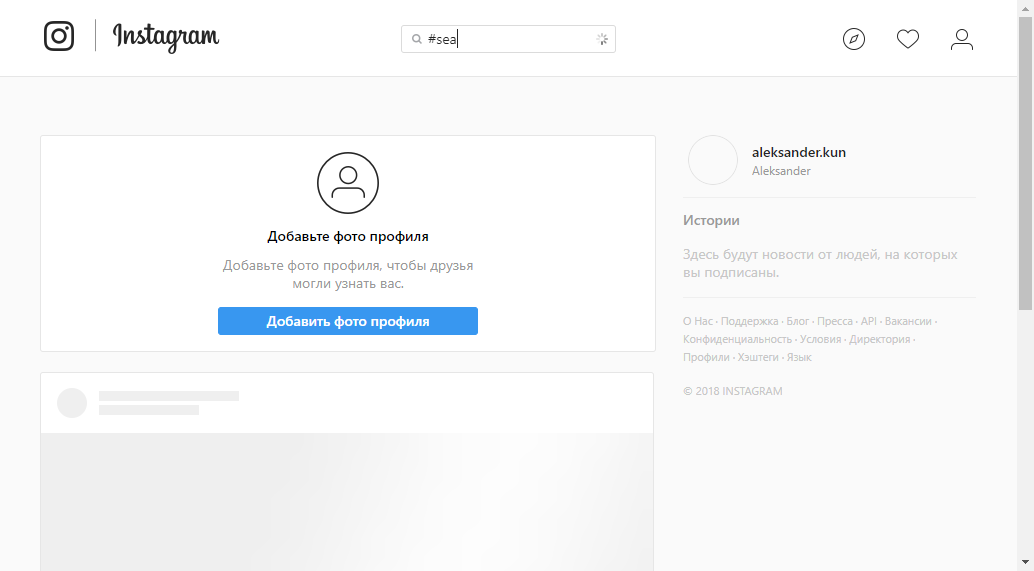 Instagram
#sea
Добавьте фото профиля
Добавьте фото профиля, чтобы друзья
могли узнать вас.
Добавить фото профиля
aleksander.kun
Aleksander
Истории
Здесь будут новости от людей, на которых
вы подписаны.
О Нас · Поддержка · Блог · Пресса · API · Вакансии ·
Конфиденциальность · Условия · Директория ·
Профили · Хэштеги · Язык
© 2018 INSTAGRAM